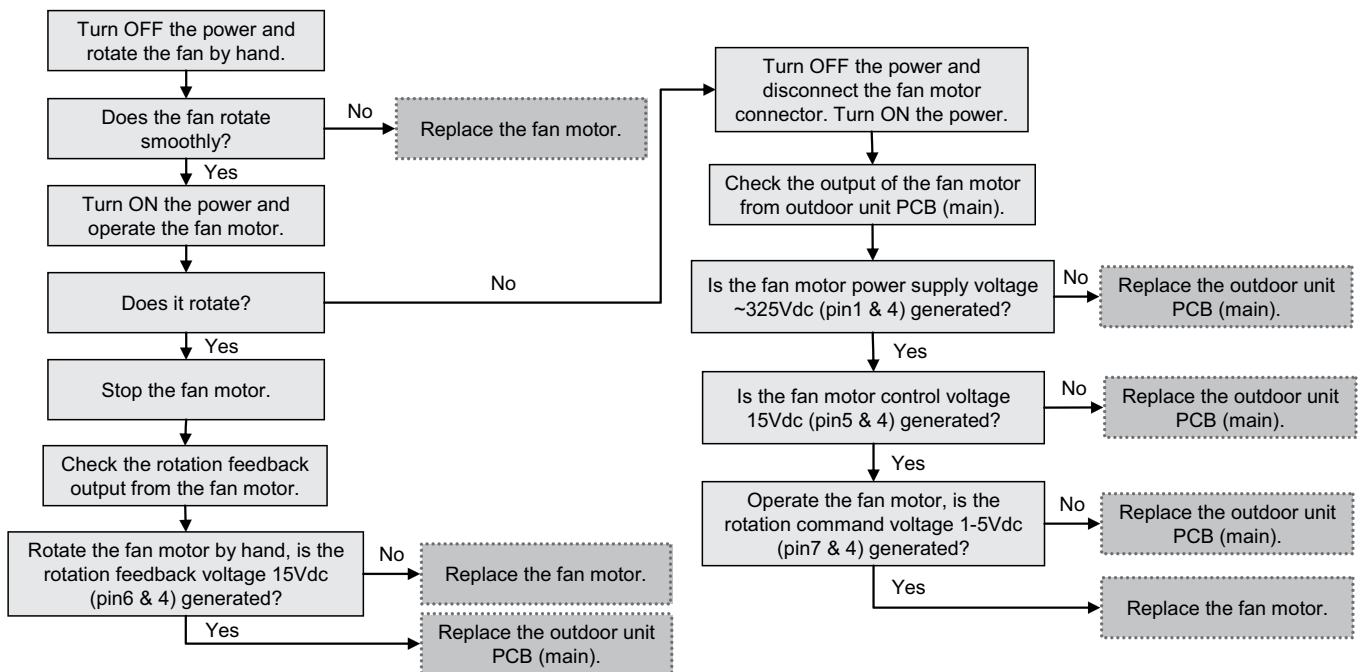 Turn OFF the power and
rotate the fan by hand.
Does the fan rotate
smoothly?
No
Replace the fan motor.
Yes
Turn ON the power and
operate the fan motor.
Does it rotate?
No
Yes
Stop the fan motor.
Check the rotation feedback
output from the fan motor.
Rotate the fan motor by hand, is the
rotation feedback voltage 15Vdc
(pin6 & 4) generated?
No
Replace the fan motor.
Yes
Replace the outdoor unit
PCB (main).
Turn OFF the power and
disconnect the fan motor
connector. Turn ON the power.
Check the output of the fan motor
from outdoor unit PCB (main).
Is the fan motor power supply voltage
~325Vdc (pin1 & 4) generated?
No
Replace the outdoor unit
PCB (main).
Yes
Is the fan motor control voltage
15Vdc (pin5 & 4) generated?
No
Replace the outdoor unit
PCB (main).
Yes
Operate the fan motor, is the
rotation command voltage 1-5Vdc
(pin7 & 4) generated?
No
Replace the outdoor unit
PCB (main).
Yes
Replace the fan motor.